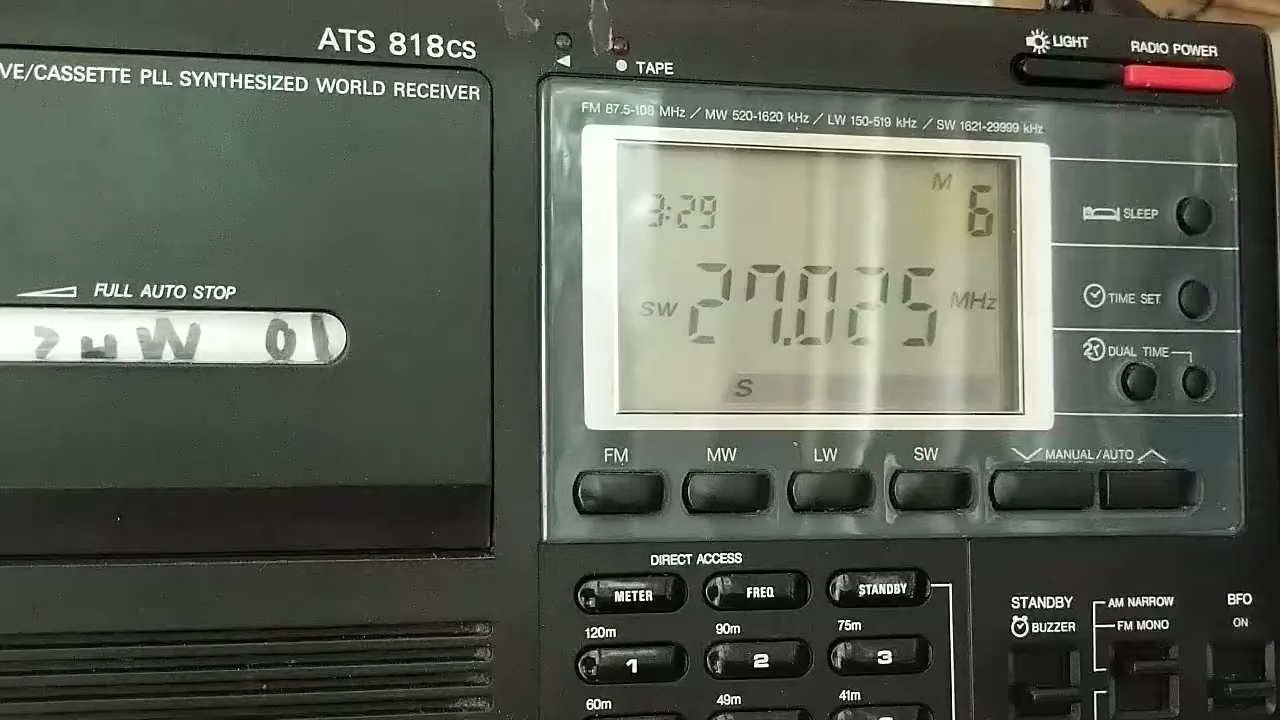 ATS 818CS
VE/CASSETTE PLL SYNTHESIZED WORLD RECEIVER
TAPE
LIGHT
RADIO POWER
FM 87.5-108 MHz / MW 520-1620 kHz / LW 150-519 kHz / SW 1621-29999 kHz
3:29
M 6
SW 27.025 MHz
S
SLEEP
TIME SET
DUAL TIME
FULL AUTO STOP
FM MW LW SW MANUAL/AUTO
DIRECT ACCESS
METER FREQ STANDBY
120m 90m 75m
1 2 3
60m 49m 41m
STANDBY
BUZZER
AM NARROW
FM MONO
BFO
ON